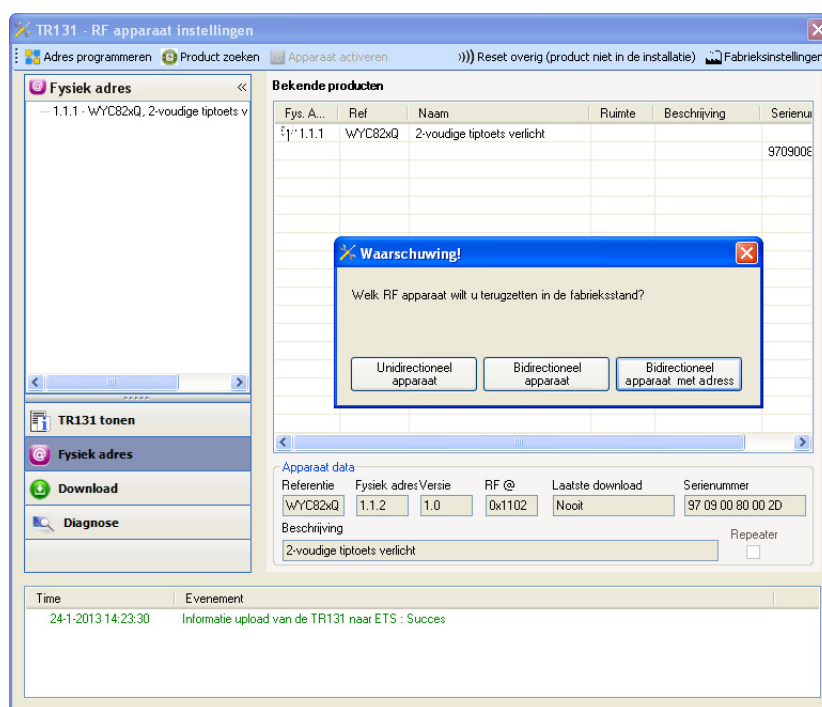 TR131 - RF apparaat instellingen
Adres programmeren Product zoeken Apparaat activeren Reset overig (product niet in de installatie) Fabrieksinstellingen
Fysiek adres
1.1.1 - WYC82xQ, 2-voudige tiptoets v
Bekende producten
Fys. A... Ref Naam Ruimte Beschrijving Serienu
1.1.1 WYC82xQ 2-voudige tiptoets verlicht
9709008
Waarschuwing!
Welk RF apparaat wilt u terugzetten in de fabrieksstand?
Unidirectioneel
apparaat
Bidirectioneel
apparaat
Bidirectioneel
apparaat met adress
TR131 tonen
Fysiek adres
Download
Diagnose
Apparaat data
Referentie Fysiek adres Versie RF @ Laatste download Serienummer
WYC82xQ 1.1.2 1.0 0x1102 Nooit 97 09 00 80 00 2D
Beschrijving
Repeater
2-voudige tiptoets verlicht
Time Evenement
24-1-2013 14:23:30 Informatie upload van de TR131 naar ETS : Succes